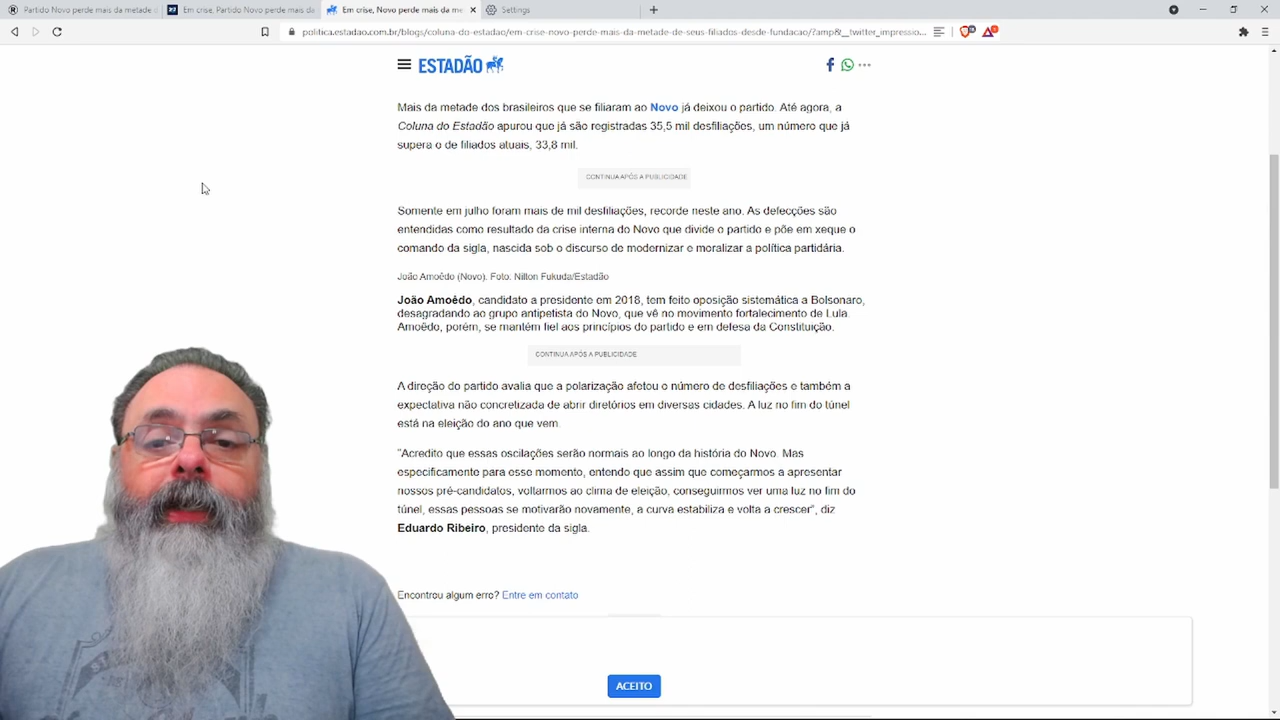 Partido Novo perde mais da metade
Em crise, Partido Novo perde mais da
Em crise, Novo perde mais da me
Settings
politica.estadao.com.br/blogs/coluna-do-estadao/em-crise-novo-perde-mais-da-metade-de-seus-filiados-desde-fundacao/?amp&__twitter_impressio...
ESTADÃO
Mais da metade dos brasileiros que se filiaram ao Novo já deixou o partido. Até agora, a
Coluna do Estadão apurou que já são registradas 35,5 mil desfiliações, um número que já
supera o de filiados atuais, 33,8 mil.
CONTINUA APÓS A PUBLICIDADE
Somente em julho foram mais de mil desfiliações, recorde neste ano. As defecções são
entendidas como resultado da crise interna do Novo que divide o partido e põe em xeque o
comando da sigla, nascida sob o discurso de modernizar e moralizar a política partidária.
João Amoêdo (Novo). Foto: Nilton Fukuda/Estadão
João Amoêdo, candidato a presidente em 2018, tem feito oposição sistemática a Bolsonaro,
desagradando ao grupo antipetista do Novo, que vê no movimento fortalecimento de Lula.
Amoêdo, porém, se mantém fiel aos princípios do partido e em defesa da Constituição.
CONTINUA APÓS A PUBLICIDADE
A direção do partido avalia que a polarização afetou o número de desfiliações e também a
expectativa não concretizada de abrir diretórios em diversas cidades. A luz no fim do túnel
está na eleição do ano que vem.
"Acredito que essas oscilações serão normais ao longo da história do Novo. Mas
especificamente para esse momento, entendo que assim que começarmos a apresentar
nossos pré-candidatos, voltarmos ao clima de eleição, conseguirmos ver uma luz no fim do
túnel, essas pessoas se motivarão novamente, a curva estabiliza e volta a crescer", diz
Eduardo Ribeiro, presidente da sigla.
Encontrou algum erro? Entre em contato
ACEITO